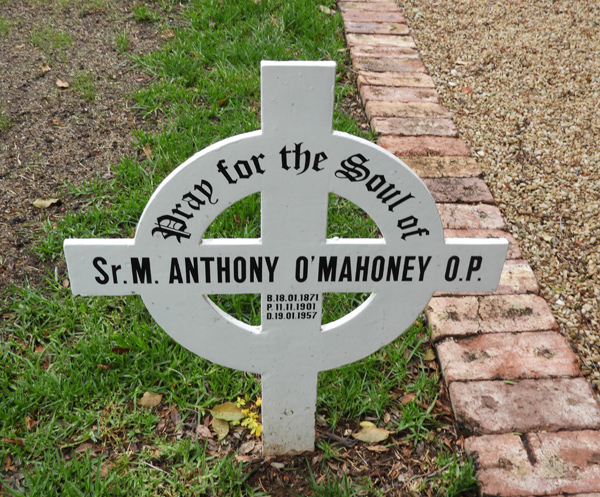 Pray for the Soul of
Sr. M. ANTHONY O'MAHONEY O.P.
B.18.01.1871
P.11.11.1901
D.19.01.1957